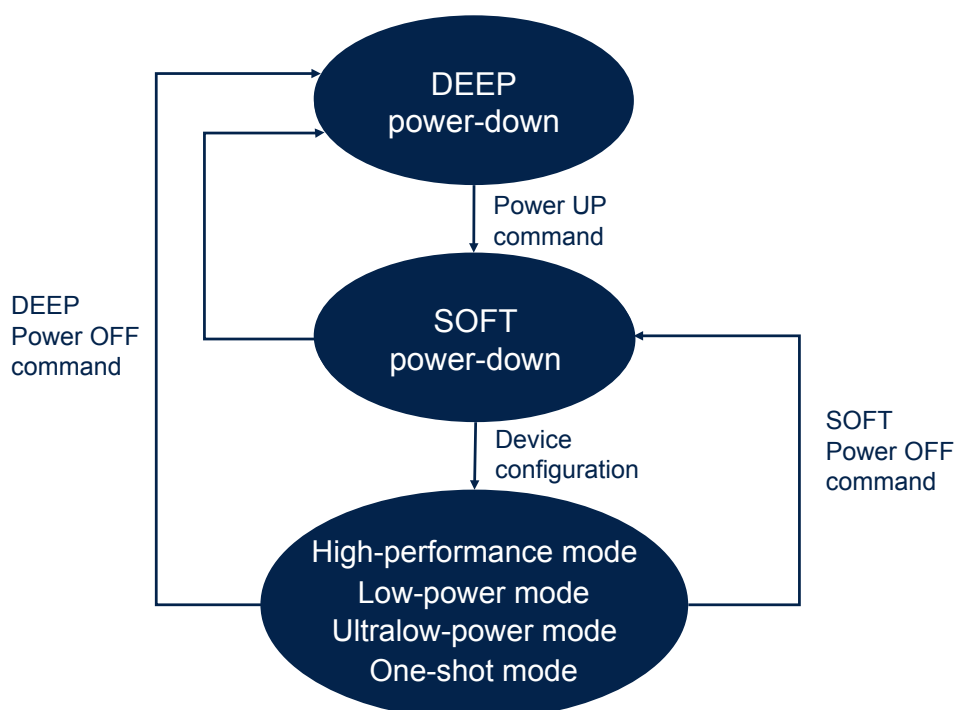 DEEP
power-down
Power UP
command
DEEP
Power OFF
command
SOFT
power-down
SOFT
Power OFF
command
Device
configuration
High-performance mode
Low-power mode
Ultralow-power mode
One-shot mode